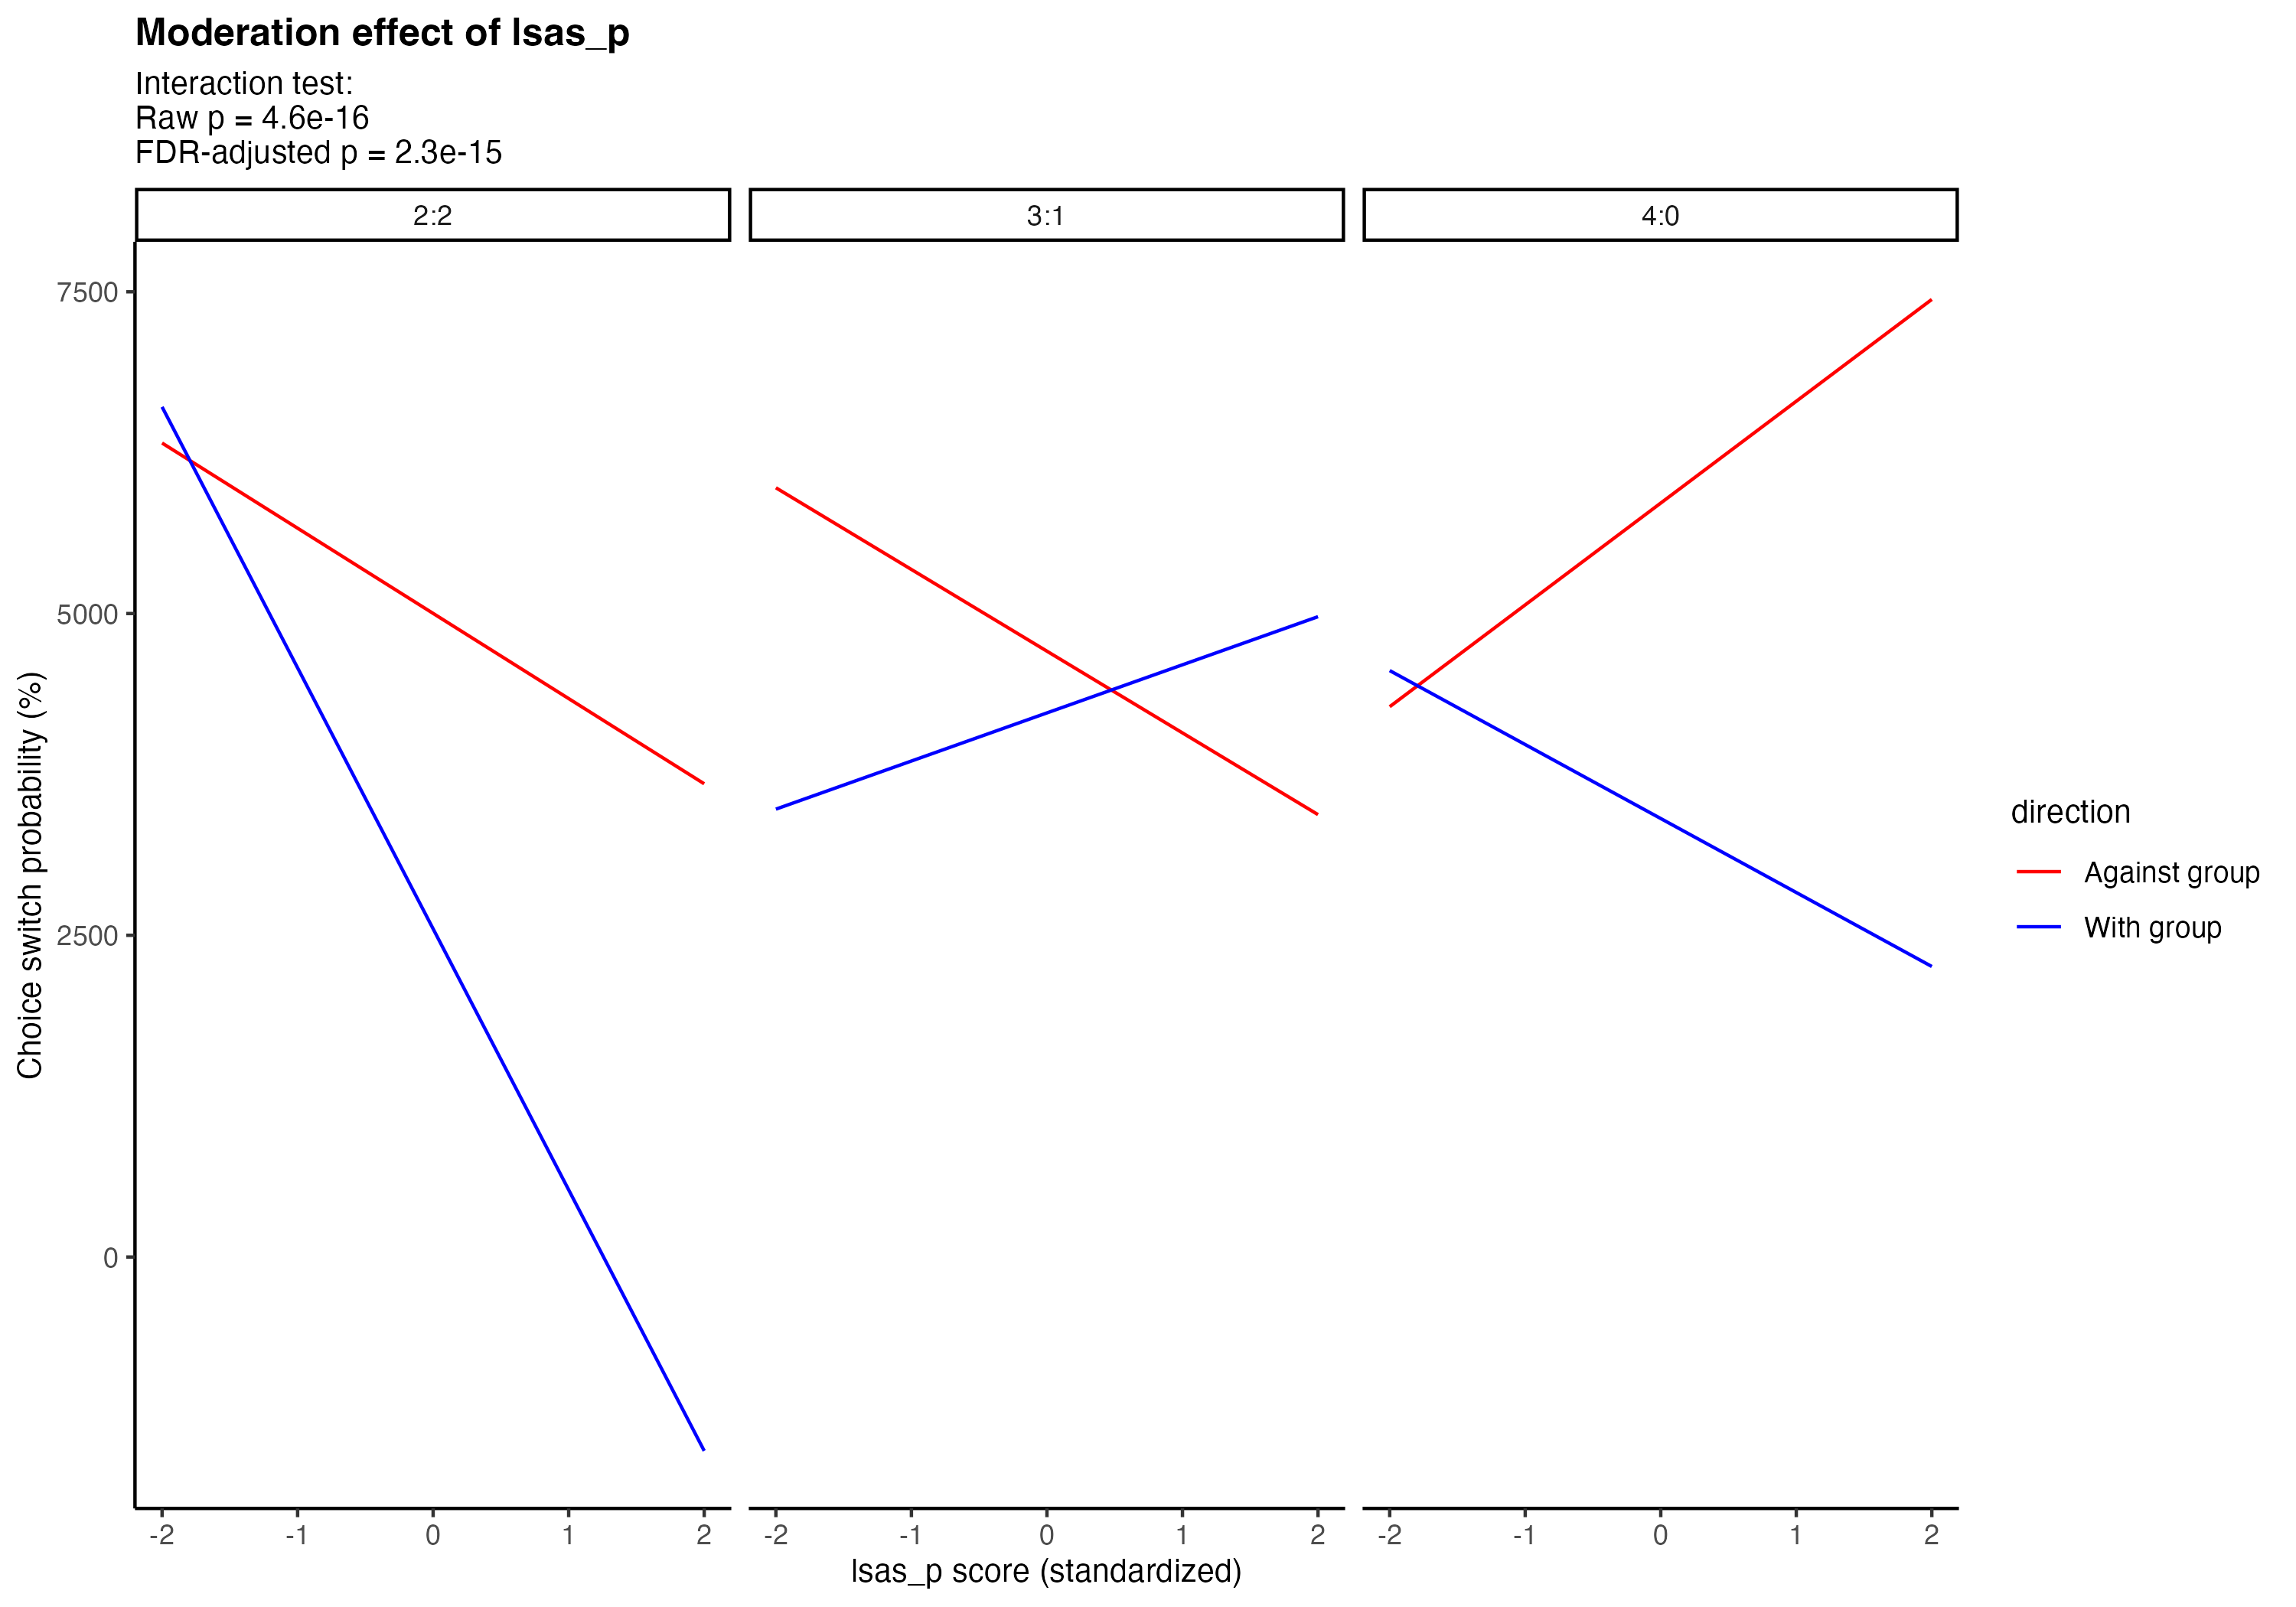 Moderation effect of lsas_p
Interaction test:
Raw p = 4.6e-16
FDR-adjusted p = 2.3e-15
2:2
3:1
4:0
Choice switch probability (%)
7500
5000
2500
0
-2 -1 0 1 2
-2 -1 0 1 2
-2 -1 0 1 2
lsas_p score (standardized)
direction
Against group
With group